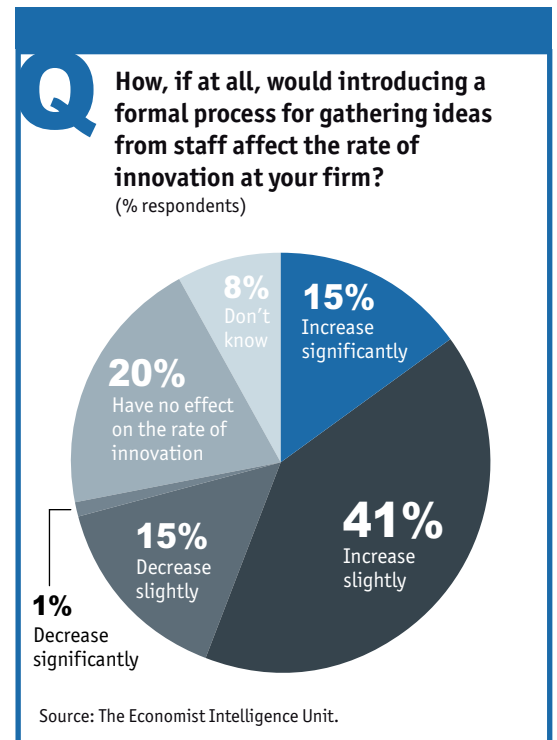 Q
How, if at all, would introducing a
formal process for gathering ideas
from staff affect the rate of
innovation at your firm?
(% respondents)
8%
Don't
know
15%
Increase
significantly
20%
Have no effect
on the rate of
innovation
41%
Increase
slightly
15%
Decrease
slightly
1%
Decrease
significantly
Source: The Economist Intelligence Unit.